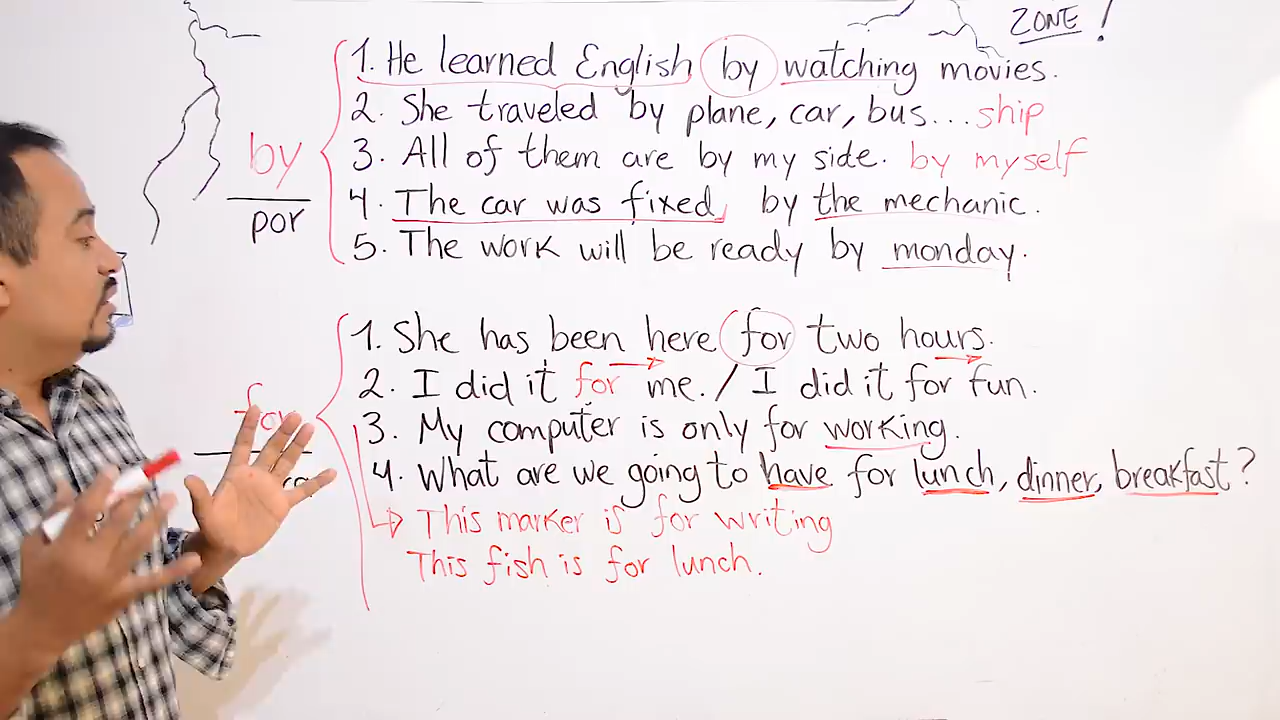 ZONE!
by
por
1. He learned English by watching movies.
2. She traveled by plane, car, bus...ship
3. All of them are by my side. by myself
4. The car was fixed by the mechanic.
5. The work will be ready by monday.
for
1. She has been here for two hours.
2. I did it for me. / I did it for fun.
3. My computer is only for working.
4. What are we going to have for lunch, dinner, breakfast?
This marker is for writing
This fish is for lunch.